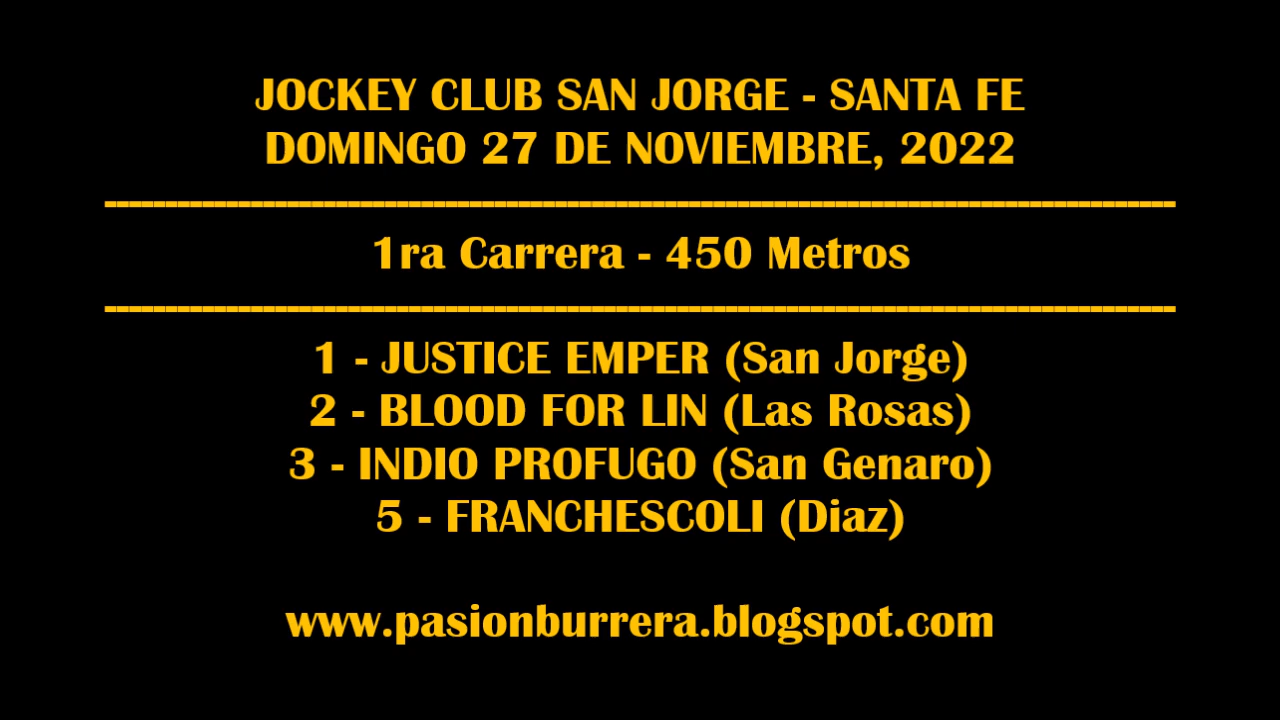 JOCKEY CLUB SAN JORGE - SANTA FE
DOMINGO 27 DE NOVIEMBRE, 2022
1ra Carrera - 450 Metros
1 - JUSTICE EMPER (San Jorge)
2 - BLOOD FOR LIN (Las Rosas)
3 - INDIO PROFUGO (San Genaro)
5 - FRANCHESCOLI (Diaz)
www.pasionburrera.blogspot.com